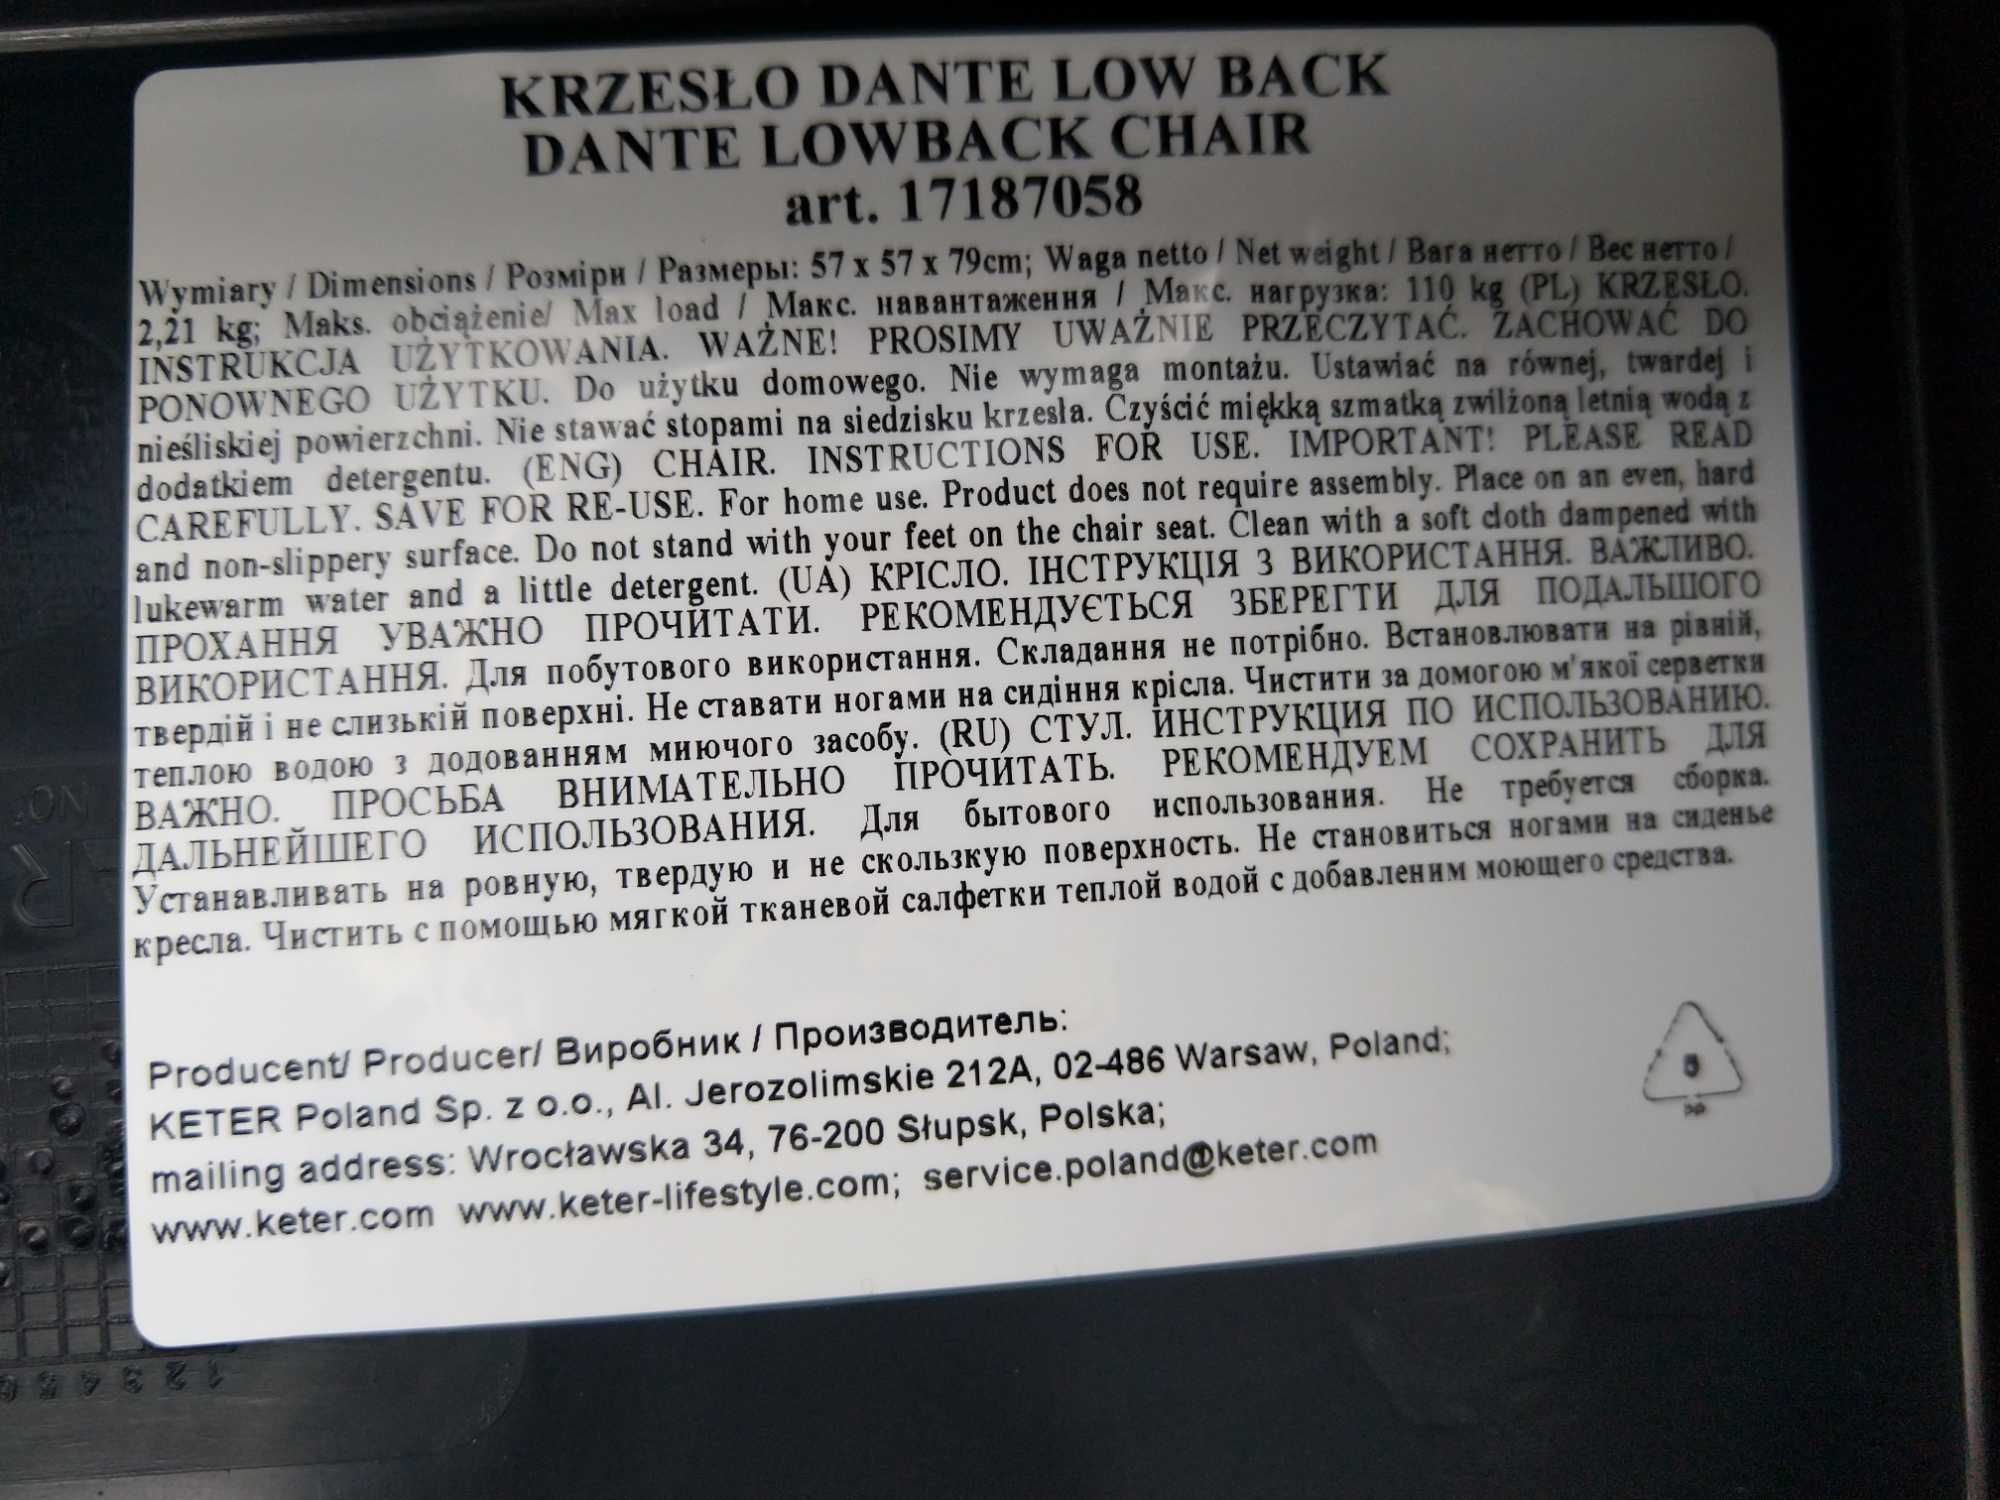 KRZESŁO DANTE LOW BACK
DANTE LOWBACK CHAIR
art. 17187058
Wymiary / Dimensions / Розміри / Размеры: 57 x 57 x 79cm; Waga netto / Net weight / Вага нетто / Вес нетто /
2,21 kg; Maks. obciążenie/ Max load / Макс. навантаження / Макс. нагрузка: 110 kg (PL) KRZESŁO.
INSTRUKCJA UŻYTKOWANIA. WAŻNE! PROSIMY UWAŻNIE PRZECZYTAĆ. ZACHOWAĆ DO
PONOWNEGO UŻYTKU. Do użytku domowego. Nie wymaga montażu. Ustawiać na równej, twardej i
nieśliskiej powierzchni. Nie stawać stopami na siedzisku krzesła. Czyścić miękką szmatką zwilżoną letnią wodą z
dodatkiem detergentu. (ENG) CHAIR. INSTRUCTIONS FOR USE. IMPORTANT! PLEASE READ
CAREFULLY. SAVE FOR RE-USE. For home use. Product does not require assembly. Place on an even, hard
and non-slippery surface. Do not stand with your feet on the chair seat. Clean with a soft cloth dampened with
lukewarm water and a little detergent. (UA) КРІСЛО. ІНСТРУКЦІЯ З ВИКОРИСТАННЯ. ВАЖЛИВО.
ПРОХАННЯ УВАЖНО ПРОЧИТАТИ. РЕКОМЕНДУЄТЬСЯ ЗБЕРЕГТИ ДЛЯ ПОДАЛЬШОГО
ВИКОРИСТАННЯ. Для побутового використання. Складання не потрібно. Встановлювати на рівній,
твердій і не слизькій поверхні. Не ставати ногами на сидіння крісла. Чистити за домогою м'якої серветки
теплою водою з додованням миючого засобу. (RU) СТУЛ. ИНСТРУКЦИЯ ПО ИСПОЛЬЗОВАНИЮ.
ВАЖНО. ПРОСЬБА ВНИМАТЕЛЬНО ПРОЧИТАТЬ. РЕКОМЕНДУЕМ СОХРАНИТЬ ДЛЯ
ДАЛЬНЕЙШЕГО ИСПОЛЬЗОВАНИЯ. Для бытового использования. Не требуется сборка.
Устанавливать на ровную, твердую и не скользкую поверхность. Не становиться ногами на сиденье
кресла. Чистить с помощью мягкой тканевой салфетки теплой водой с добавленим моющего средства.
Producent/ Producer/ Виробник / Производитель:
KETER Poland Sp. z o.o., Al. Jerozolimskie 212A, 02-486 Warsaw, Poland;
mailing address: Wrocławska 34, 76-200 Słupsk, Polska;
www.keter.com www.keter-lifestyle.com; service.poland@keter.com
5
PP
NO:
1 2 3 4 5 6